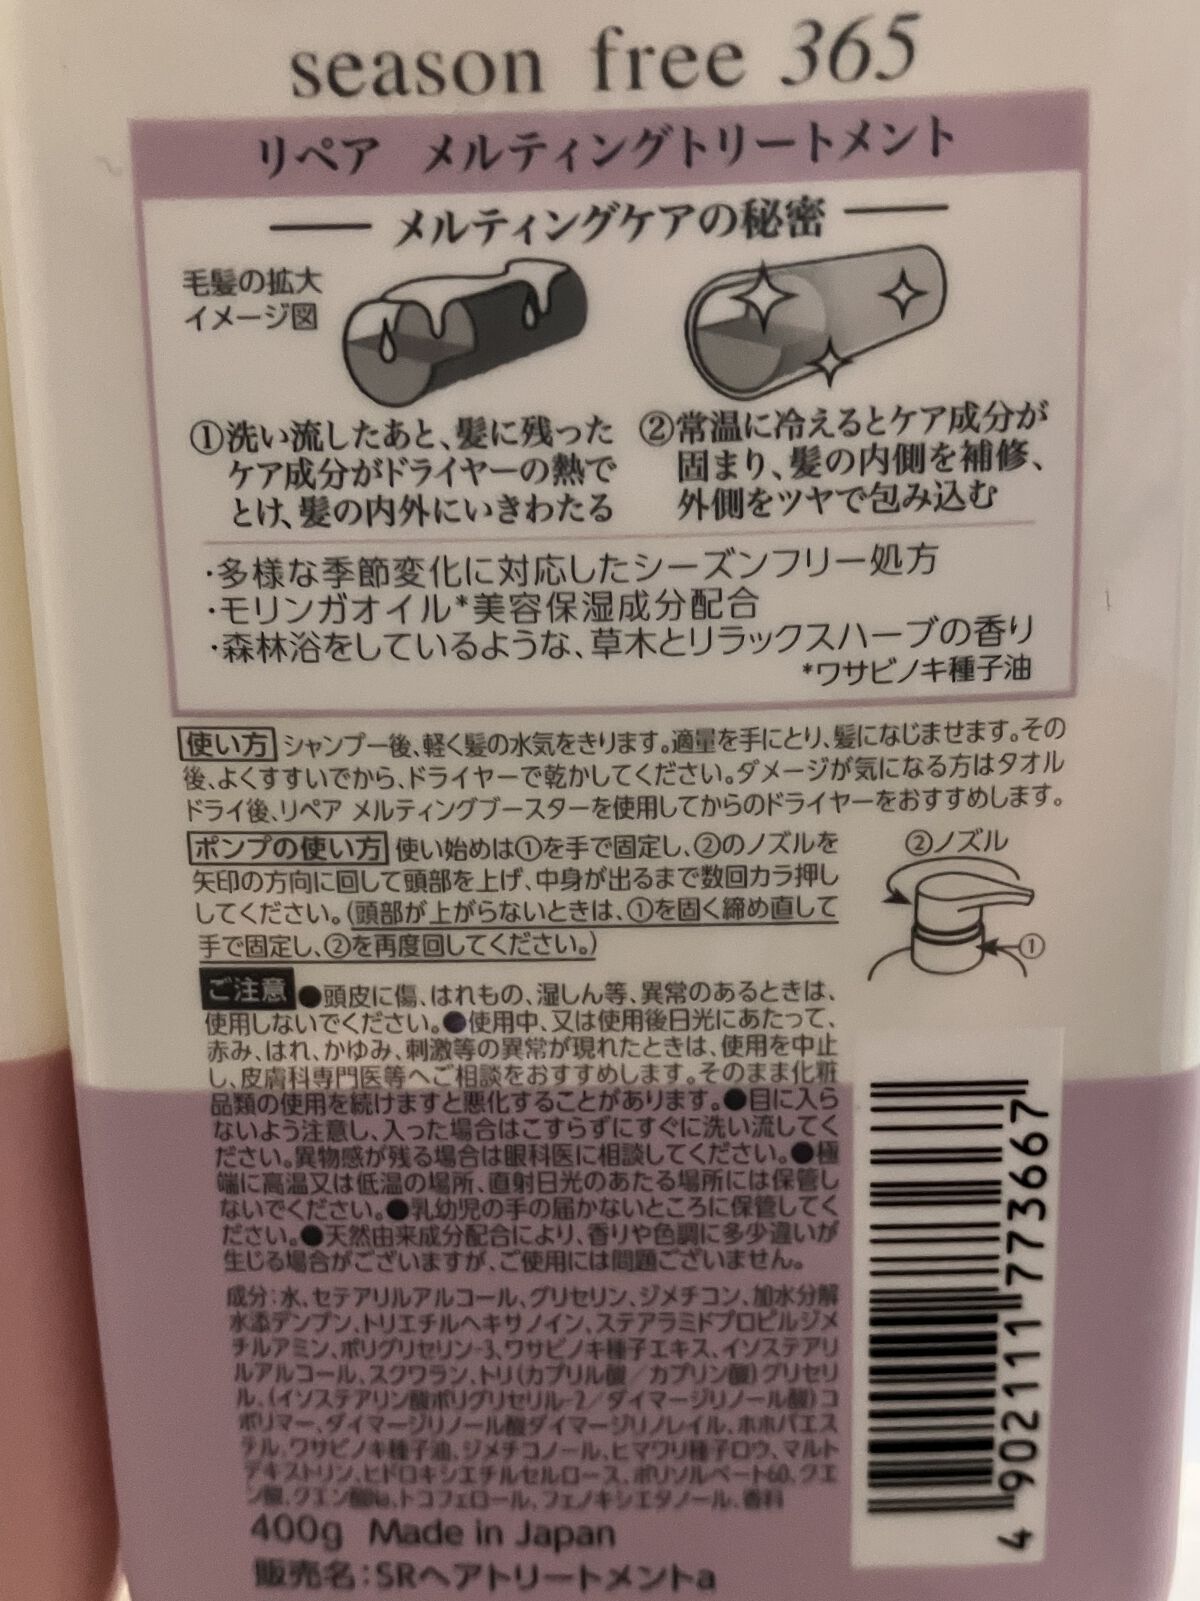 season free 365
リペア メルティングトリートメント
メルティングケアの秘密
毛髪の拡大
イメージ図
①洗い流したあと、髪に残った
ケア成分がドライヤーの熱で
とけ、髪の内外にいきわたる
②常温に冷えるとケア成分が
固まり、髪の内側を補修、
外側をツヤで包み込む
・多様な季節変化に対応したシーズンフリー処方
・モリンガオイル*美容保湿成分配合
・森林浴をしているような、草木とリラックスハーブの香り
*ワサビノキ種子油
使い方 シャンプー後、軽く髪の水気をきります。適量を手にとり、髪になじませます。その
後、よくすすいでから、ドライヤーで乾かしてください。ダメージが気になる方はタオル
ドライ後、リペア メルティングブースターを使用してからのドライヤーをおすすめします。
ポンプの使い方 使い始めは①を手で固定し、②のノズルを
矢印の方向に回して頭部を上げ、中身が出るまで数回カラ押し
してください。(頭部が上がらないときは、①を固く締め直して
手で固定し、②を再度回してください。)
②ノズル
①
ご注意 ●頭皮に傷、はれもの、湿しん等、異常のあるときは、
使用しないでください。●使用中、又は使用後日光にあたって、
赤み、はれ、かゆみ、刺激等の異常が現れたときは、使用を中止
し、皮膚科専門医等へご相談をおすすめします。そのまま化粧
品類の使用を続けますと悪化することがあります。●目に入ら
ないよう注意し、入った場合はこすらずにすぐに洗い流してく
ださい。異物感が残る場合は眼科医に相談してください。●極
端に高温又は低温の場所、直射日光のあたる場所には保管し
ないでください。●乳幼児の手の届かないところに保管してく
ださい。●天然由来成分配合により、香りや色調に多少違いが
生じる場合がございますが、ご使用には問題ございません。
成分:水、セテアリルアルコール、グリセリン、ジメチコン、加水分解
水添デンプン、トリエチルヘキサノイン、ステアラミドプロピルジメ
チルアミン、ポリグリセリン-3、ワサビノキ種子エキス、イソステアリ
ルアルコール、スクワラン、トリ(カプリル酸/カプリン酸)グリセリ
ル、(イソステアリン酸ポリグリセリル-2/ダイマージリノール酸)コ
ポリマー、ダイマージリノール酸ダイマージリノレイル、ホホバエス
テル、ワサビノキ種子油、ジメチコノール、ヒマワリ種子ロウ、マルト
デキストリン、ヒドロキシエチルセルロース、ポリソルベート60、クエ
ン酸、クエン酸Na、トコフェロール、フェノキシエタノール、香料
400g Made in Japan
販売名:SRヘアトリートメントa
4 902111 773667